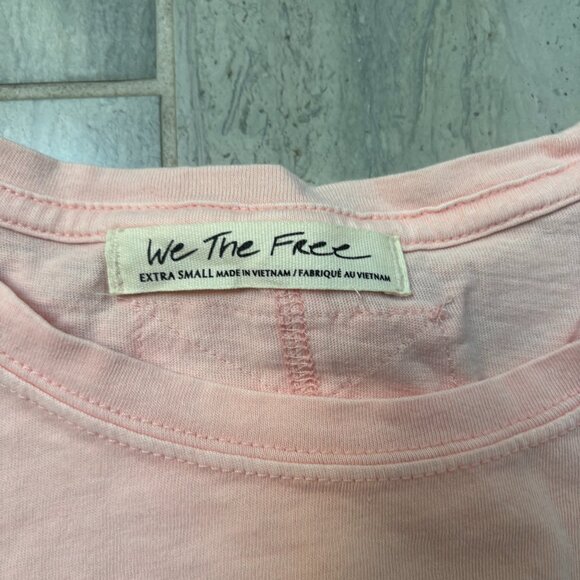 We The Free
EXTRA SMALL MADE IN VIETNAM / FABRIQUÉ AU VIETNAM